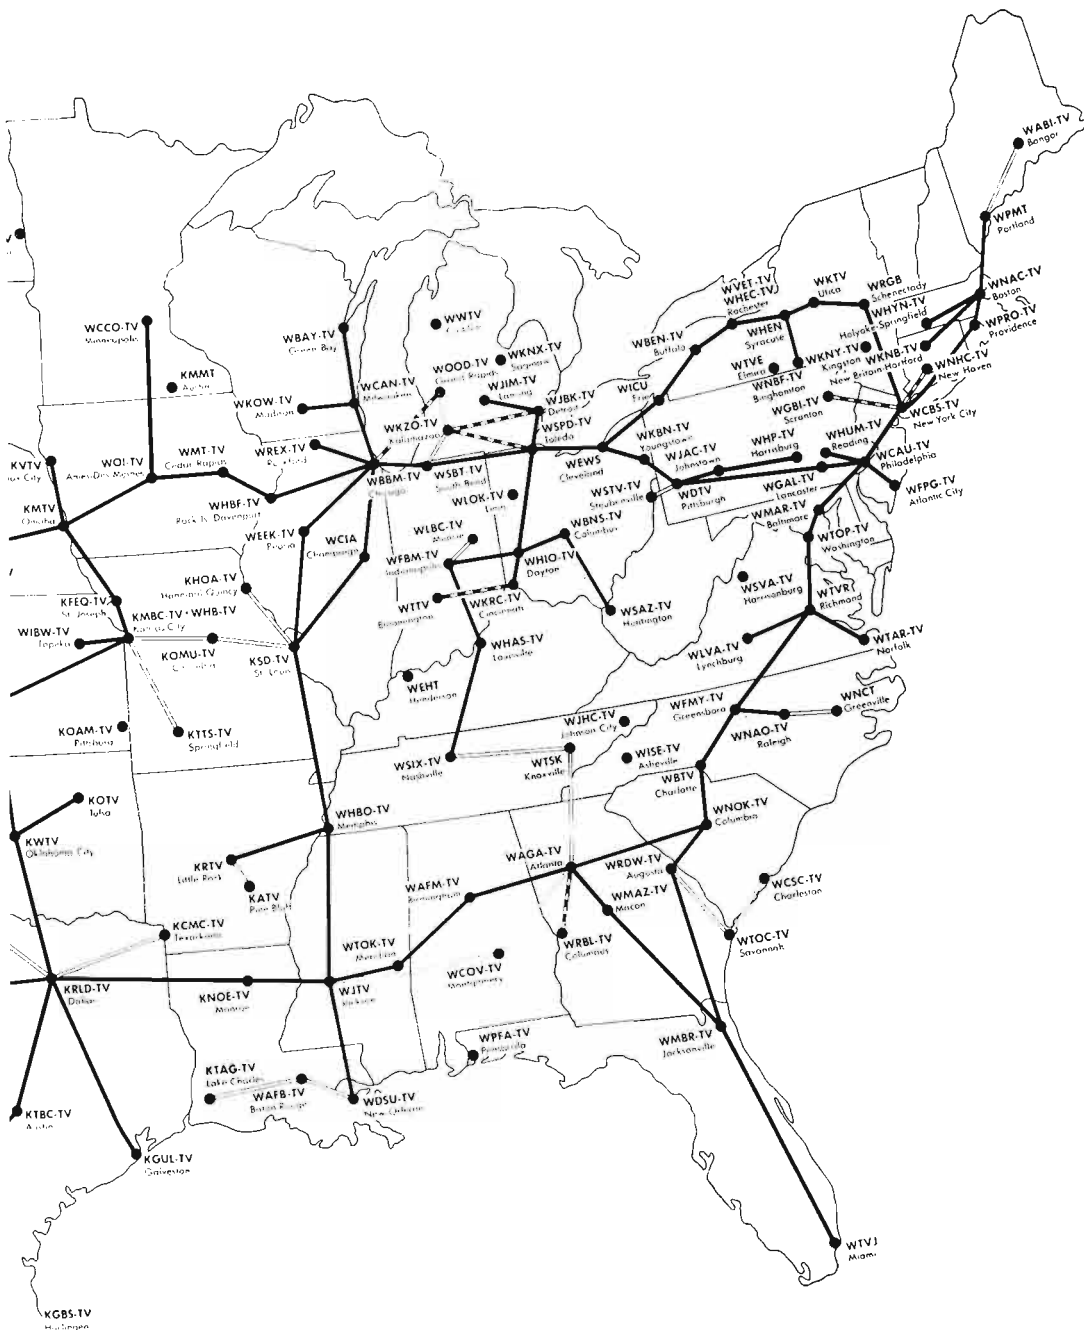 WABI-TV
Bangor
WPMT
Portland
WNAC-TV
Boston
WPRO-TV
Providence
WVET-TV
WHEC-TV
Rochester
WKTV
Utica
WRGB
Schenectady
WHYN-TV
Holyoke-Springfield
WBEN-TV
Buffalo
WHEN
Syracuse
WKNY-TV
Kingston
WKNB-TV
New Britain-Hartford
WNHC-TV
New Haven
WTVE
Elmira
WNBF-TV
Binghamton
WGBI-TV
Scranton
WCBS-TV
New York City
WICU
Erie
WKBN-TV
Youngstown
WJAC-TV
Johnstown
WHP-TV
Harrisburg
WHUM-TV
Reading
WCAU-TV
Philadelphia
WFPG-TV
Atlantic City
WGAL-TV
Lancaster
WMAR-TV
Baltimore
WTOP-TV
Washington
WDTV
Pittsburgh
WSTV-TV
Steubenville
WEWS
Cleveland
WCCO-TV
Minneapolis
KMMT
Austin
WBAY-TV
Green Bay
WWTV
Cadillac
WOOD-TV
Grand Rapids
WKNX-TV
Saginaw
WJIM-TV
Lansing
WJBK-TV
Detroit
WSPD-TV
Toledo
WCAN-TV
Milwaukee
WKOW-TV
Madison
WKZO-TV
Kalamazoo
WREX-TV
Rockford
WBBM-TV
Chicago
WSBT-TV
South Bend
WLOK-TV
Lima
WMT-TV
Cedar Rapids
WOI-TV
Ames-Des Moines
WHBF-TV
Rock Is. Davenport
KVTV
City
KMTV
Omaha
WEEK-TV
Peoria
WCIA
Champaign
WLBC-TV
Muncie
WFBM-TV
Indianapolis
WBNS-TV
Columbus
WHIO-TV
Dayton
WTTV
Bloomington
WKRC-TV
Cincinnati
WSAZ-TV
Huntington
WSVA-TV
Harrisonburg
WTVR
Richmond
WLVA-TV
Lynchburg
WTAR-TV
Norfolk
KHOA-TV
Hannibal Quincy
KFEQ-TV
St. Joseph
KMBC-TV • WHB-TV
Kansas City
WIBW-TV
Topeka
KOMU-TV
Columbia
KSD-TV
St. Louis
WHAS-TV
Louisville
WEHT
Henderson
WJHC-TV
Johnson City
WFMY-TV
Greensboro
WNCT
Greenville
WNAO-TV
Raleigh
KOAM-TV
Pittsburg
KTTS-TV
Springfield
WSIX-TV
Nashville
WTSK
Knoxville
WISE-TV
Asheville
WBTV
Charlotte
WNOK-TV
Columbia
KOTV
Tulsa
KWTV
Oklahoma City
WHBQ-TV
Memphis
KRTV
Little Rock
KATV
Pine Bluff
WAGA-TV
Atlanta
WRDW-TV
Augusta
WCSC-TV
Charleston
WAFM-TV
Birmingham
WMAZ-TV
Macon
WTOC-TV
Savannah
WRBL-TV
Columbus
KCMC-TV
Texarkana
WTOK-TV
Meridian
WCOV-TV
Montgomery
KRLD-TV
Dallas
KNOE-TV
Monroe
WJTV
Jackson
WPFA-TV
Pensacola
WMBR-TV
Jacksonville
KTAG-TV
Lake Charles
WAFB-TV
Baton Rouge
WDSU-TV
New Orleans
KTBC-TV
Austin
KGUL-TV
Galveston
WTVJ
Miami
KGBS-TV
Harlingen